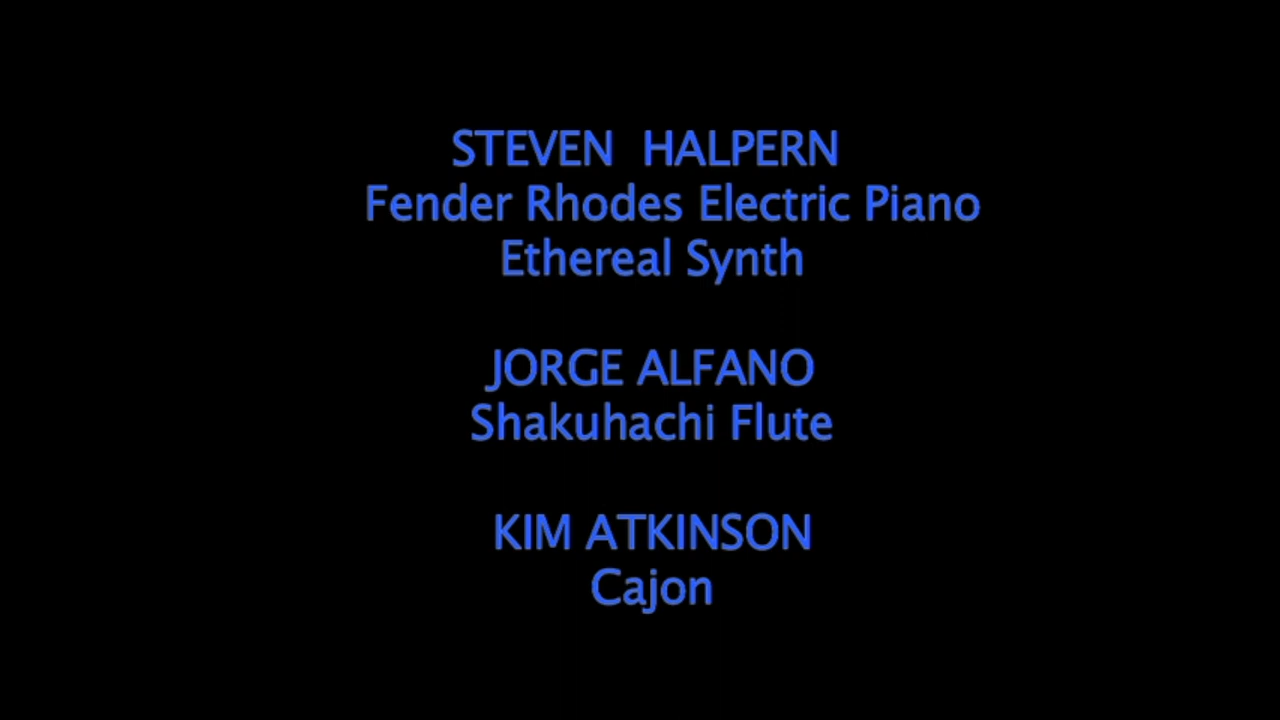 STEVEN HALPERN
Fender Rhodes Electric Piano
Ethereal Synth
JORGE ALFANO
Shakuhachi Flute
KIM ATKINSON
Cajon